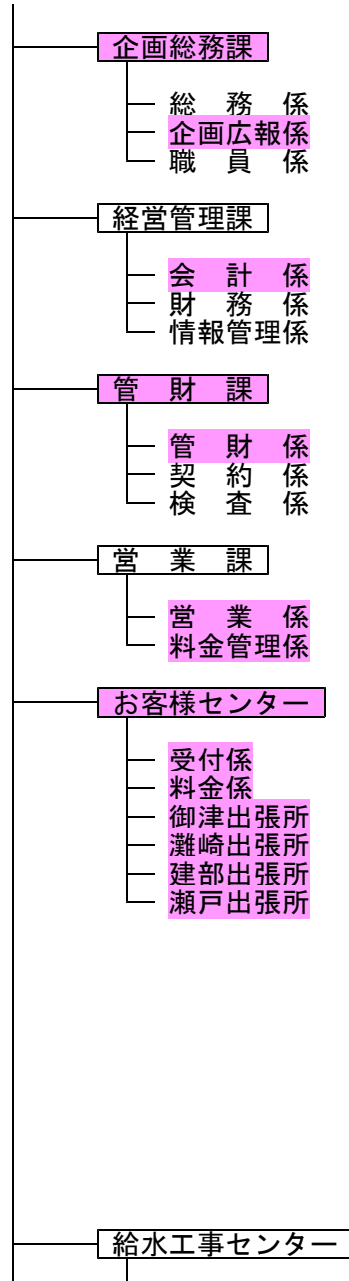 企画総務課
総　務　係
企画広報係
職　員　係
経営管理課
会　計　係
財　務　係
情報管理係
管　財　課
管　財　係
契　約　係
検　査　係
営　業　課
営　業　係
料金管理係
お客様センター
受付係
料金係
御津出張所
灘崎出張所
建部出張所
瀬戸出張所
給水工事センター